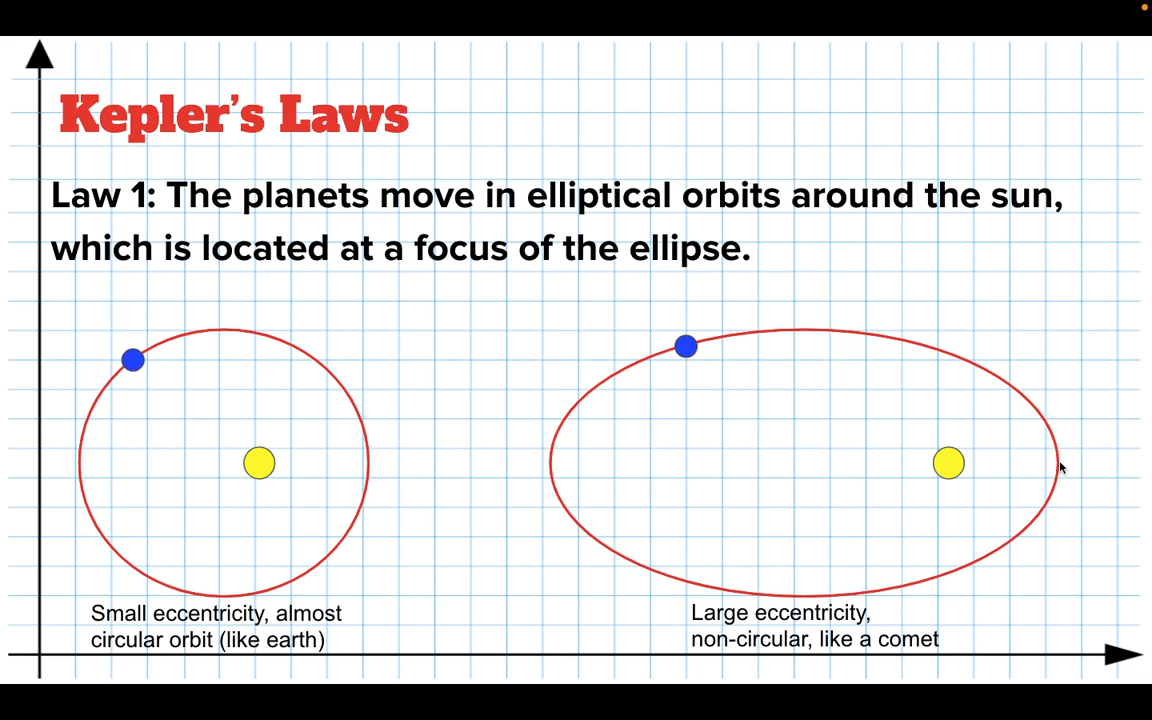 Kepler's Laws
Law 1: The planets move in elliptical orbits around the sun,
which is located at a focus of the ellipse.
Small eccentricity, almost
circular orbit (like earth)
Large eccentricity,
non-circular, like a comet